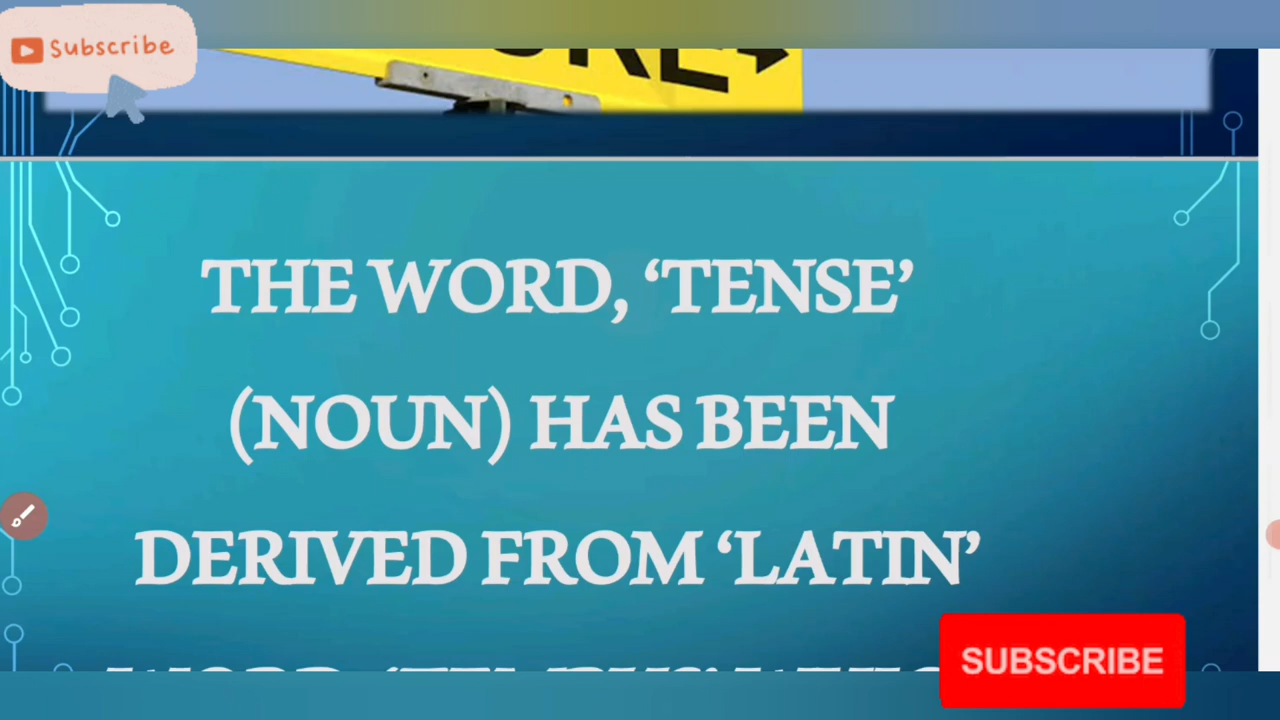 Subscribe
THE WORD, ‘TENSE’
(NOUN) HAS BEEN
DERIVED FROM ‘LATIN’
SUBSCRIBE